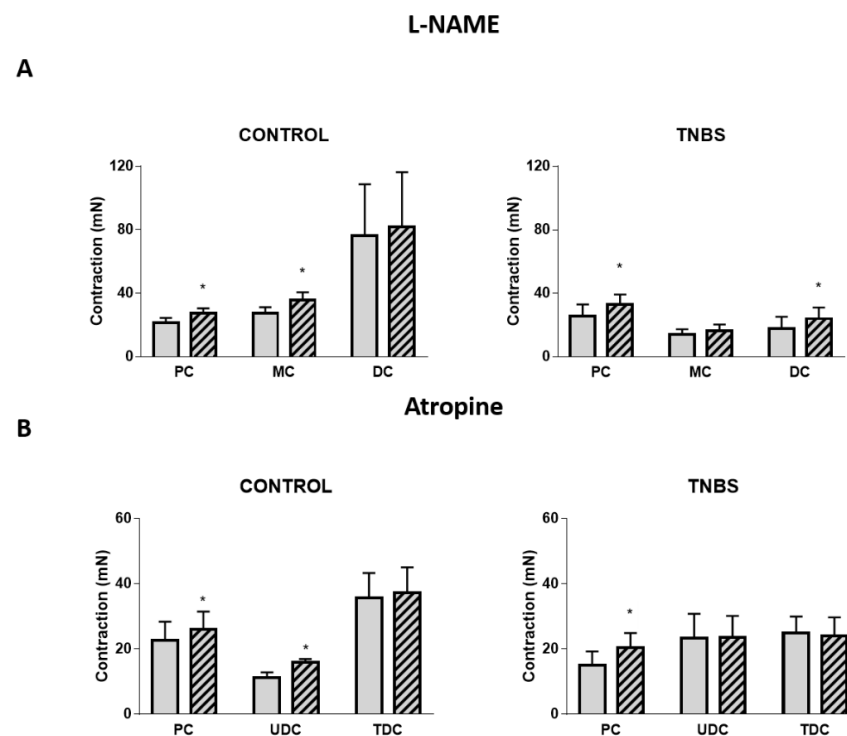 L-NAME
A
CONTROL
TNBS
Contraction (mN)
120
80
40
0
*
*
PC
MC
DC
Contraction (mN)
120
80
40
0
*
*
PC
MC
DC
Atropine
B
CONTROL
TNBS
Contraction (mN)
60
40
20
0
*
*
PC
UDC
TDC
Contraction (mN)
60
40
20
0
*
PC
UDC
TDC